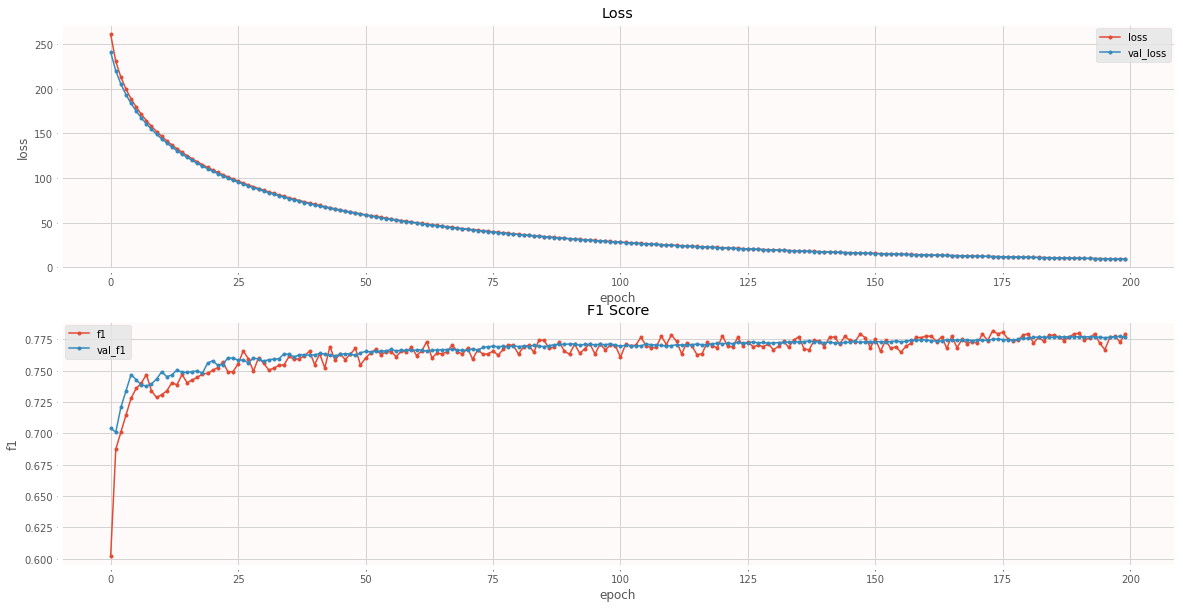 Loss
250
200
150
100
50
0
loss
loss
val_loss
0 25 50 75 100 125 150 175 200
epoch
F1 Score
0.775
0.750
0.725
0.700
0.675
0.650
0.625
0.600
f1
f1
val_f1
0 25 50 75 100 125 150 175 200
epoch